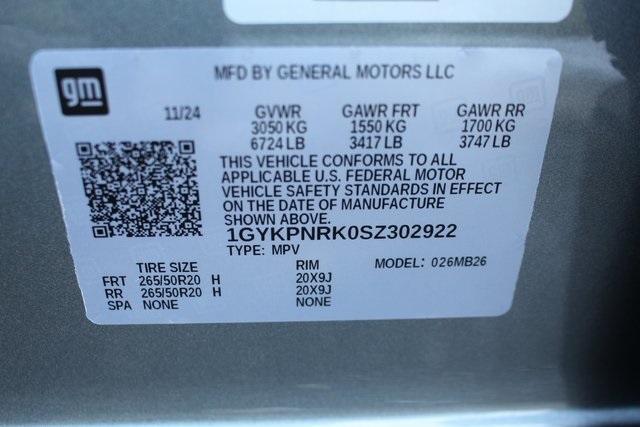 gm
MFD BY GENERAL MOTORS LLC
11/24 GVWR GAWR FRT GAWR RR
3050 KG 1550 KG 1700 KG
6724 LB 3417 LB 3747 LB
THIS VEHICLE CONFORMS TO ALL
APPLICABLE U.S. FEDERAL MOTOR
VEHICLE SAFETY STANDARDS IN EFFECT
ON THE DATE OF MANUFACTURE
SHOWN ABOVE.
1GYKPNRK0SZ302922
TYPE: MPV
TIRE SIZE RIM MODEL: 026MB26
FRT 265/50R20 H 20X9J
RR 265/50R20 H 20X9J
SPA NONE NONE